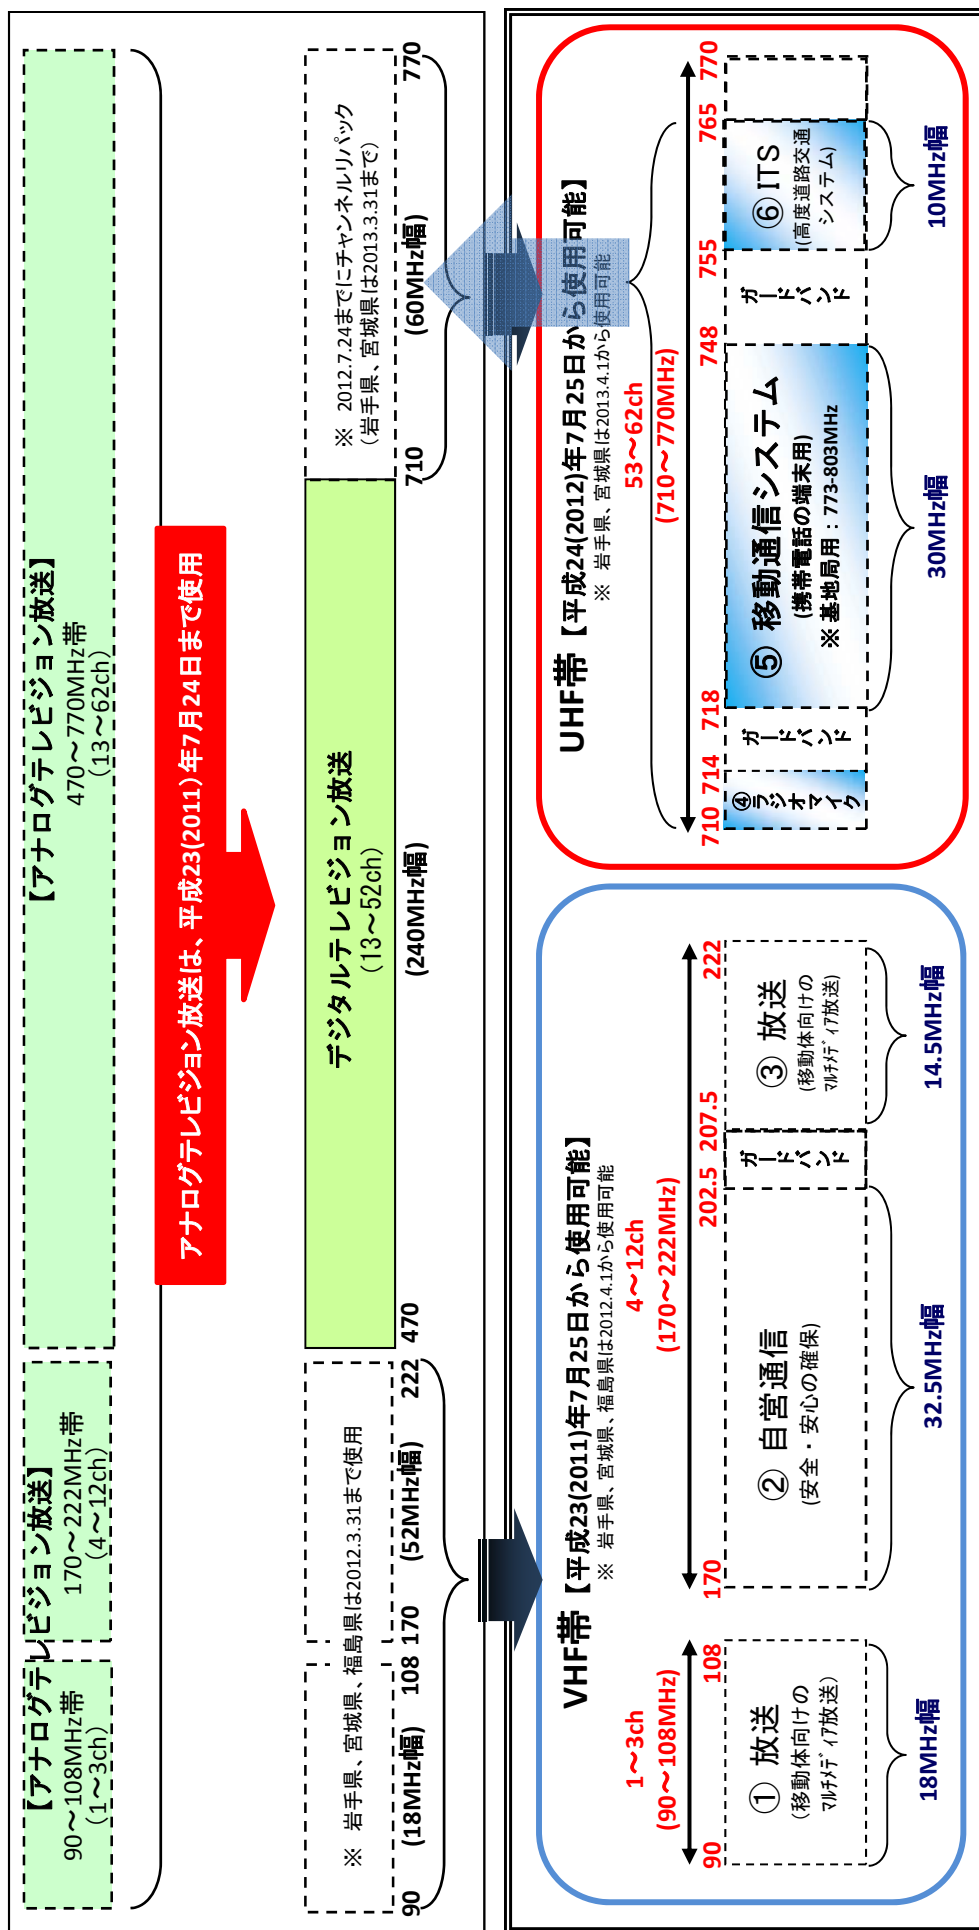 【アナログテレビジョン放送】
90～108MHz帯
（1～3ch）
170～222MHz帯
（4～12ch）
【アナログテレビジョン放送】
470～770MHz帯
（13～62ch）
アナログテレビジョン放送は、平成23(2011)年7月24日まで使用
※ 岩手県、宮城県、福島県は2012.3.31まで使用
90
(18MHz幅)
108
170
(52MHz幅)
222
デジタルテレビジョン放送
（13～52ch）
470
(240MHz幅)
710
※ 2012.7.24までにチャンネルリパック
（岩手県、宮城県は2013.3.31まで）
(60MHz幅)
770
VHF帯【平成23(2011)年7月25日から使用可能】
※ 岩手県、宮城県、福島県は2012.4.1から使用可能
1～3ch
(90～108MHz)
90
108
① 放送
(移動体向けの
ﾏﾙﾁﾒﾃﾞｨｱ放送)
18MHz幅
4～12ch
(170～222MHz)
170
202.5
207.5
222
② 自営通信
(安全・安心の確保)
ガード
バンド
③ 放送
(移動体向けの
ﾏﾙﾁﾒﾃﾞｨｱ放送)
32.5MHz幅
14.5MHz幅
UHF帯【平成24(2012)年7月25日から使用可能】
※ 岩手県、宮城県は2013.4.1から使用可能
53～62ch
(710～770MHz)
710
714
718
748
755
765
770
④
ラジオ
マイク
ガード
バンド
⑤ 移動通信システム
(携帯電話の端末用)
※基地局用：773-803MHz
ガード
バンド
⑥ ITS
(高度道路交通
システム)
30MHz幅
10MHz幅